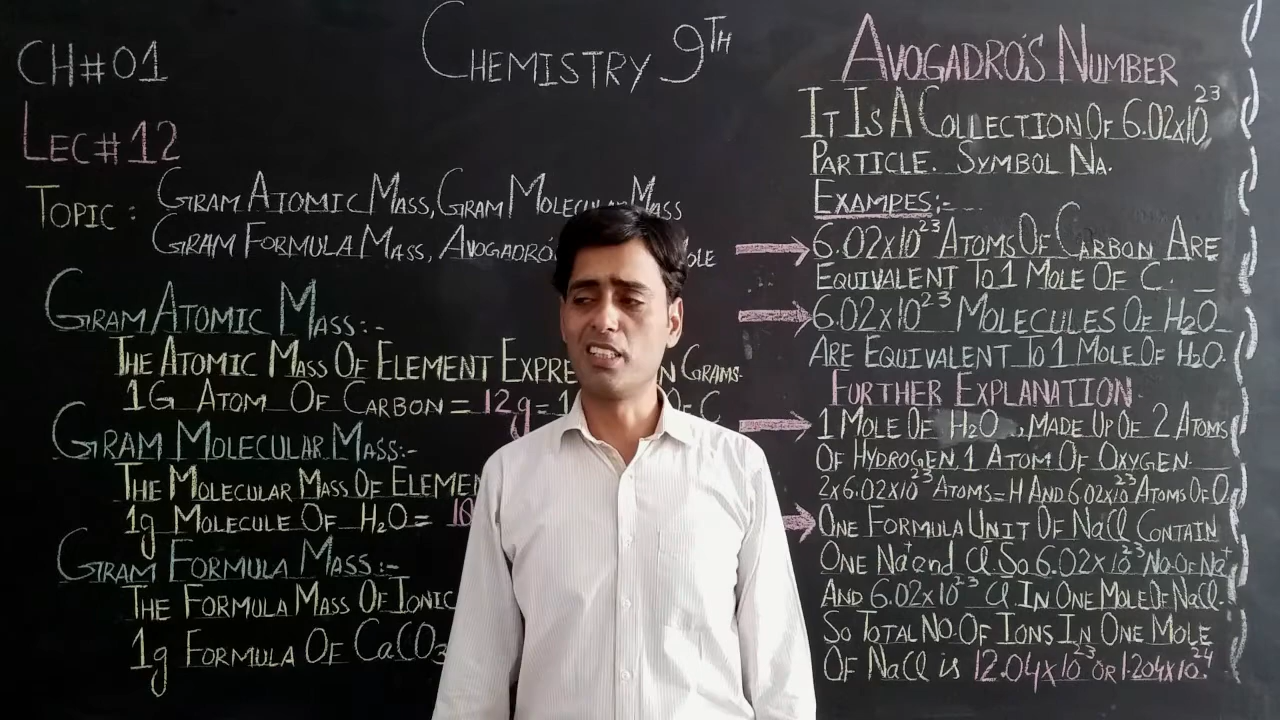 CH#01
LEC#12
CHEMISTRY 9TH
TOPIC: GRAM ATOMIC MASS, GRAM MOLECULAR MASS
GRAM FORMULA MASS, AVOGADRO'S OLE
GRAM ATOMIC MASS:-
THE ATOMIC MASS OF ELEMENT EXPRE N GRAMS.
1G ATOM OF CARBON = 12g = 1 OF C
GRAM MOLECULAR MASS:-
THE MOLECULAR MASS OF ELEMEN
1g MOLECULE OF H2O =
GRAM FORMULA MASS:-
THE FORMULA MASS OF IONIC
1g FORMULA OF CaCO3
AVOGADRO'S NUMBER
IT IS A COLLECTION OF 6.02x10^23
PARTICLE. SYMBOL NA.
EXAMPES:-
6.02x10^23 ATOMS OF CARBON ARE
EQUIVALENT TO 1 MOLE OF C.
6.02x10^23 MOLECULES OF H2O
ARE EQUIVALENT TO 1 MOLE OF H2O.
FURTHER EXPLANATION
1 MOLE OF H2O, MADE UP OF 2 ATOMS
OF HYDROGEN, 1 ATOM OF OXYGEN.
2x6.02x10^23 ATOMS=H AND 6.02x10^23 ATOMS OF O.
ONE FORMULA UNIT OF NaCl CONTAIN
ONE Na+ and Cl. SO 6.02x10^23 NO. OF Na+
AND 6.02x10^23 Cl IN ONE MOLE OF NaCl.
SO TOTAL NO. OF IONS IN ONE MOLE
OF NaCl is 12.04x10^23 OR 1.204x10^24.